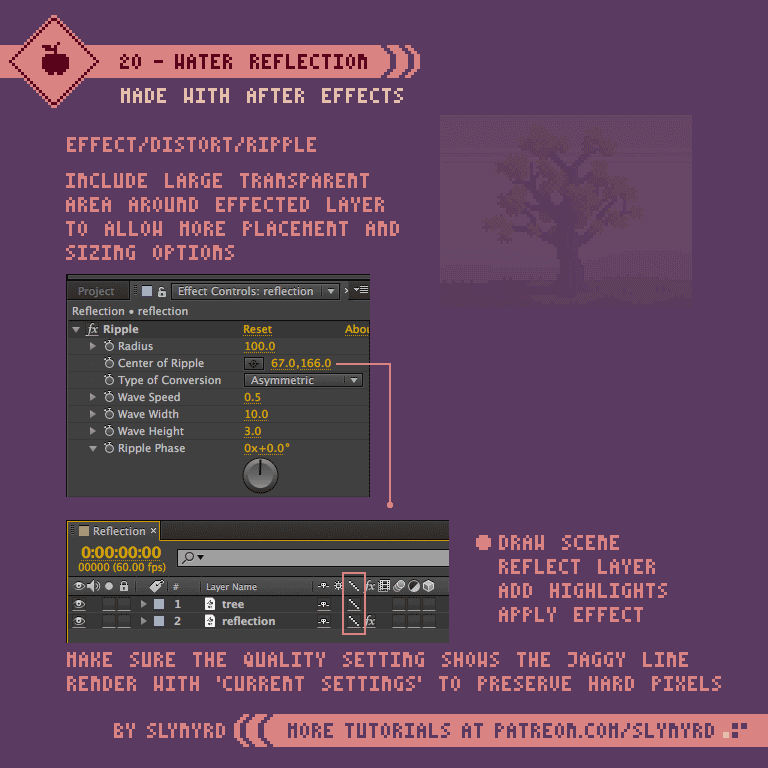 20 - WATER REFLECTION
MADE WITH AFTER EFFECTS
EFFECT/DISTORT/RIPPLE
INCLUDE LARGE TRANSPARENT
AREA AROUND EFFECTED LAYER
TO ALLOW MORE PLACEMENT AND
SIZING OPTIONS
Project
Effect Controls: reflection
Reflection • reflection
fx Ripple Reset Abou
Radius 100.0
Center of Ripple 67.0,166.0
Type of Conversion Asymmetric
Wave Speed 0.5
Wave Width 10.0
Wave Height 3.0
Ripple Phase 0x+0.0°
Reflection ×
0:00:00:00
00000 (60.00 fps)
# Layer Name fx
1 tree
2 reflection fx
DRAW SCENE
REFLECT LAYER
ADD HIGHLIGHTS
APPLY EFFECT
MAKE SURE THE QUALITY SETTING SHOWS THE JAGGY LINE
RENDER WITH 'CURRENT SETTINGS' TO PRESERVE HARD PIXELS
BY SLYNYRD
MORE TUTORIALS AT PATREON.COM/SLYNYRD